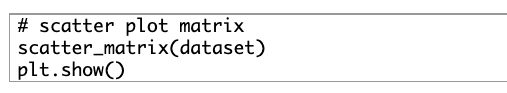 # scatter plot matrix
scatter_matrix(dataset)
plt.show()